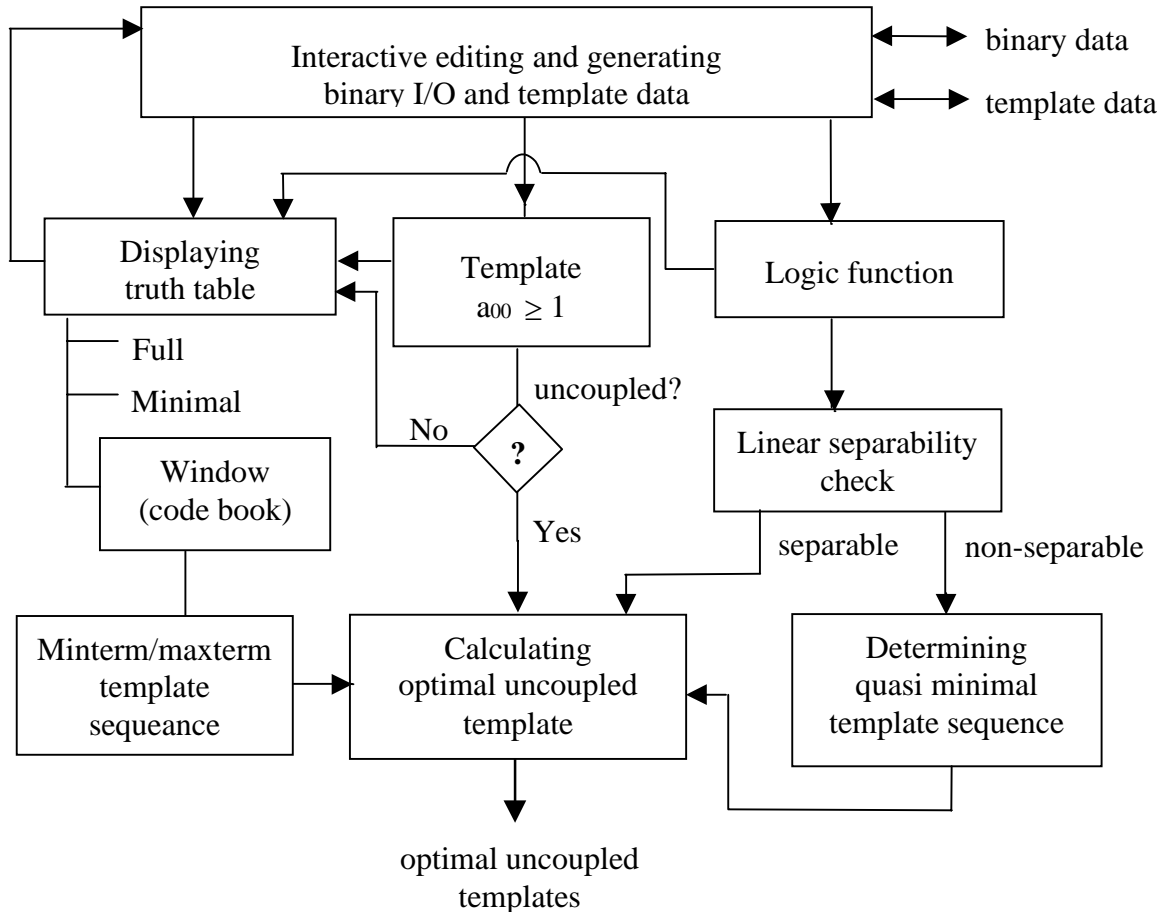 Interactive editing and generating
binary I/O and template data
binary data
template data
Displaying
truth table
Template
a00 ≥ 1
Logic function
Full
Minimal
uncoupled?
No
?
Window
(code book)
Linear separability
check
Yes
separable
non-separable
Minterm/maxterm
template
sequeance
Calculating
optimal uncoupled
template
Determining
quasi minimal
template sequence
optimal uncoupled
templates